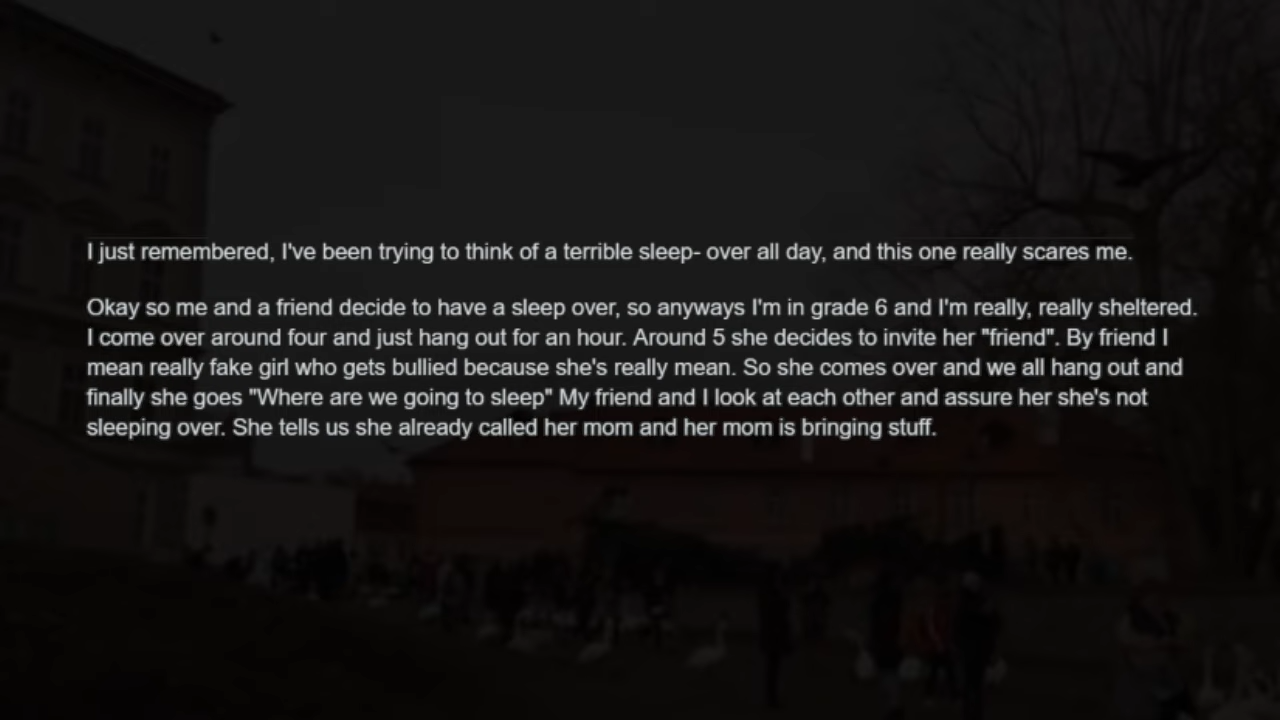 I just remembered, I've been trying to think of a terrible sleep- over all day, and this one really scares me.
Okay so me and a friend decide to have a sleep over, so anyways I'm in grade 6 and I'm really, really sheltered.
I come over around four and just hang out for an hour. Around 5 she decides to invite her "friend". By friend I
mean really fake girl who gets bullied because she's really mean. So she comes over and we all hang out and
finally she goes "Where are we going to sleep" My friend and I look at each other and assure her she's not
sleeping over. She tells us she already called her mom and her mom is bringing stuff.